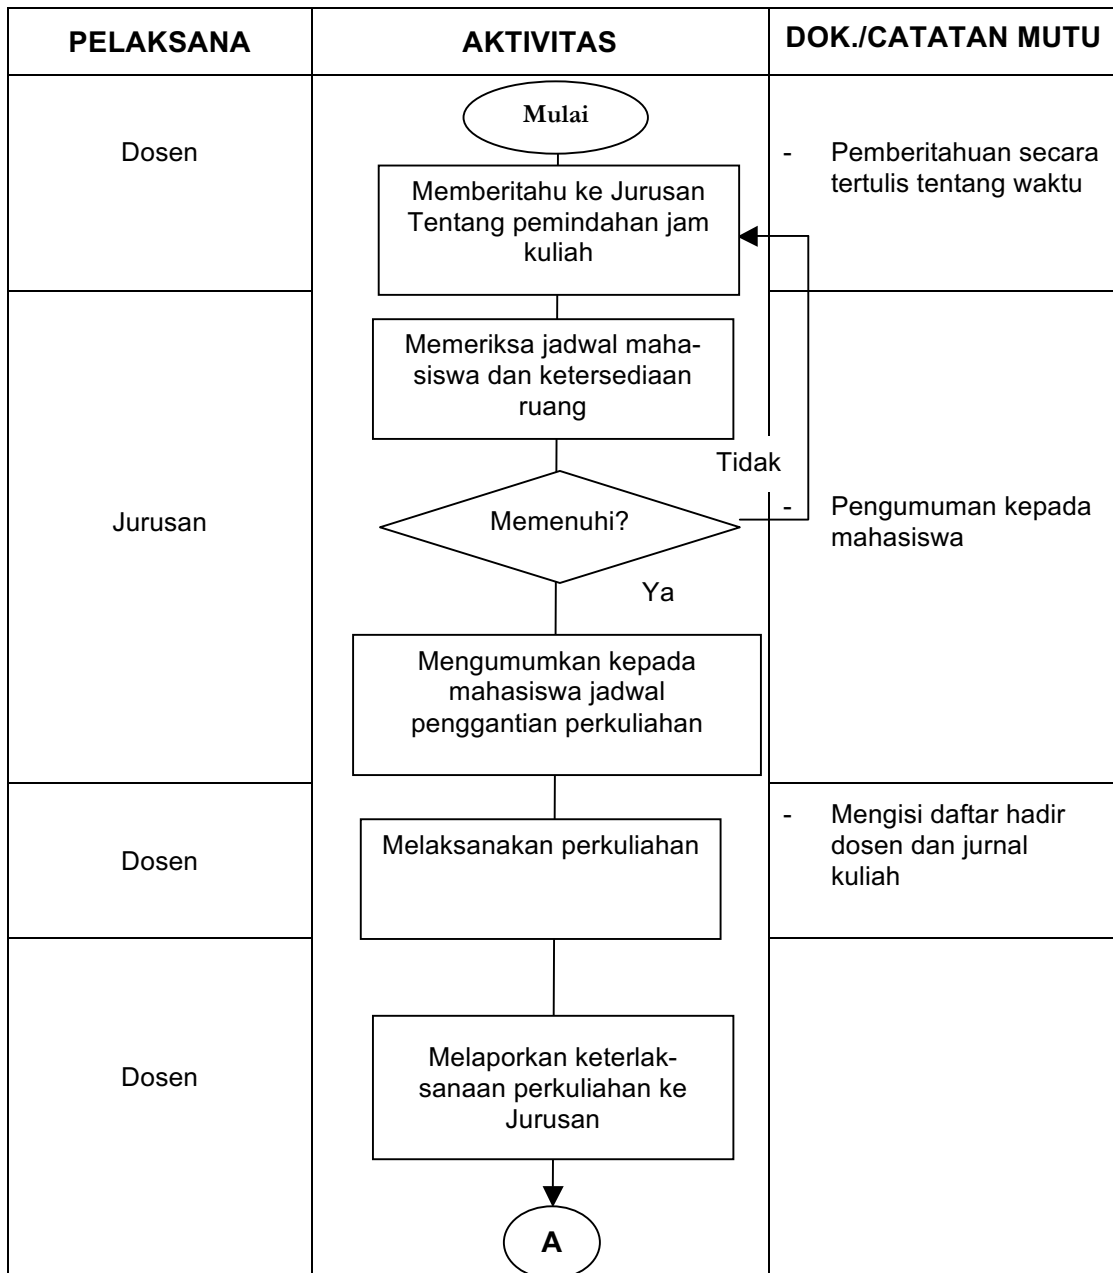 PELAKSANA
AKTIVITAS
DOK./CATATAN MUTU
Dosen
Mulai
Memberitahu ke Jurusan
Tentang pemindahan jam
kuliah
- Pemberitahuan secara
tertulis tentang waktu
Jurusan
Memeriksa jadwal maha-
siswa dan ketersediaan
ruang
Tidak
Memenuhi?
Ya
Mengumumkan kepada
mahasiswa jadwal
penggantian perkuliahan
- Pengumuman kepada
mahasiswa
Dosen
Melaksanakan perkuliahan
- Mengisi daftar hadir
dosen dan jurnal
kuliah
Dosen
Melaporkan keterlak-
sanaan perkuliahan ke
Jurusan
A